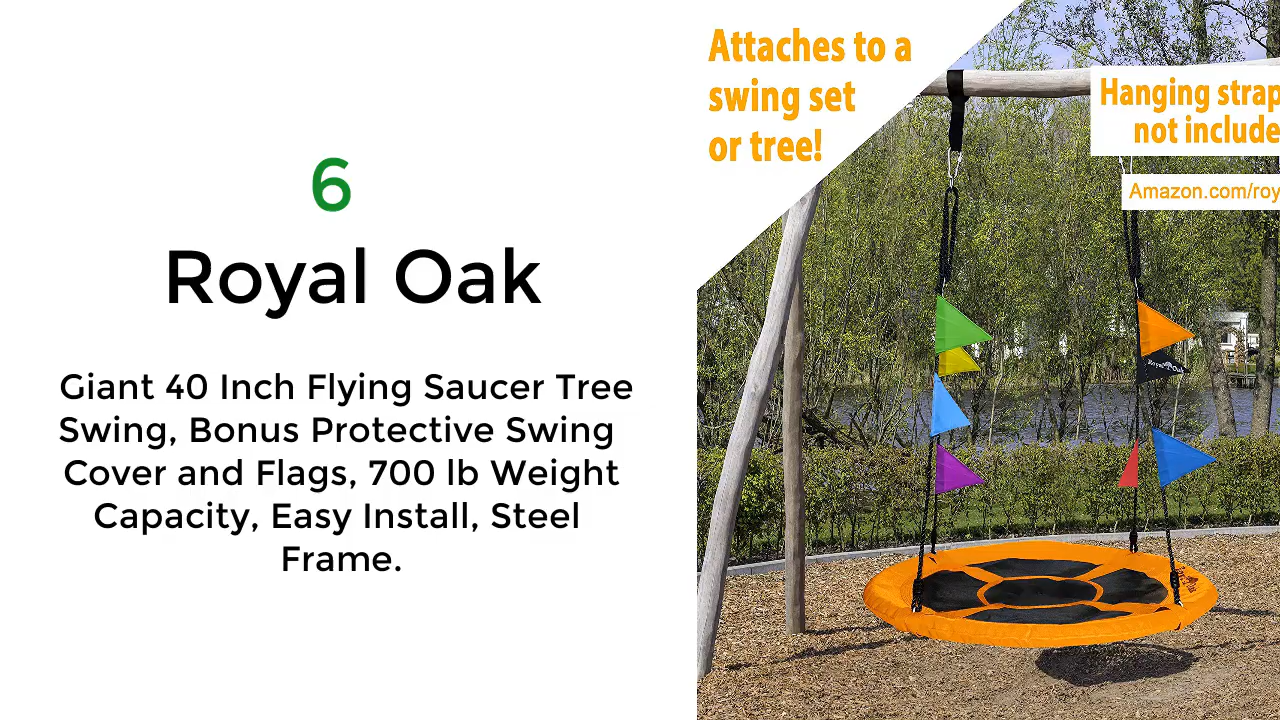 6
Royal Oak
Giant 40 Inch Flying Saucer Tree
Swing, Bonus Protective Swing
Cover and Flags, 700 lb Weight
Capacity, Easy Install, Steel
Frame.
Attaches to a
swing set
or tree!
Hanging strap
not include
Amazon.com/roy